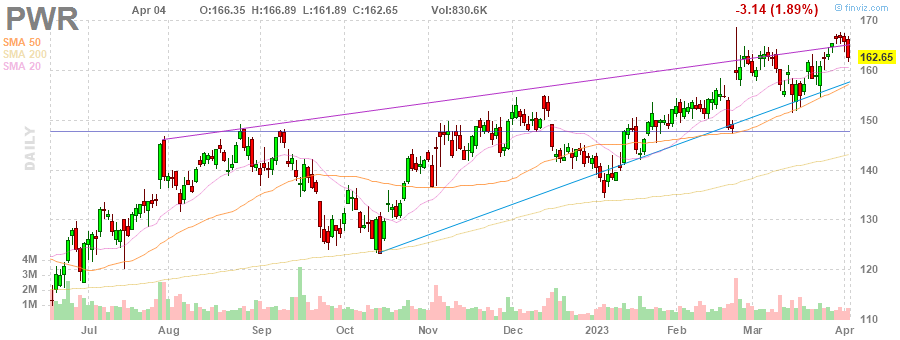 PWR Apr 04 O:166.35 H:166.89 L:161.89 C:162.65 Vol:830.6K -3.14 (1.89%) © finviz.com
SMA 50
SMA 200
SMA 20
DAILY
170
162.65
160
150
140
130
120
110
4M
3M
2M
1M
Jul Aug Sep Oct Nov Dec 2023 Feb Mar Apr